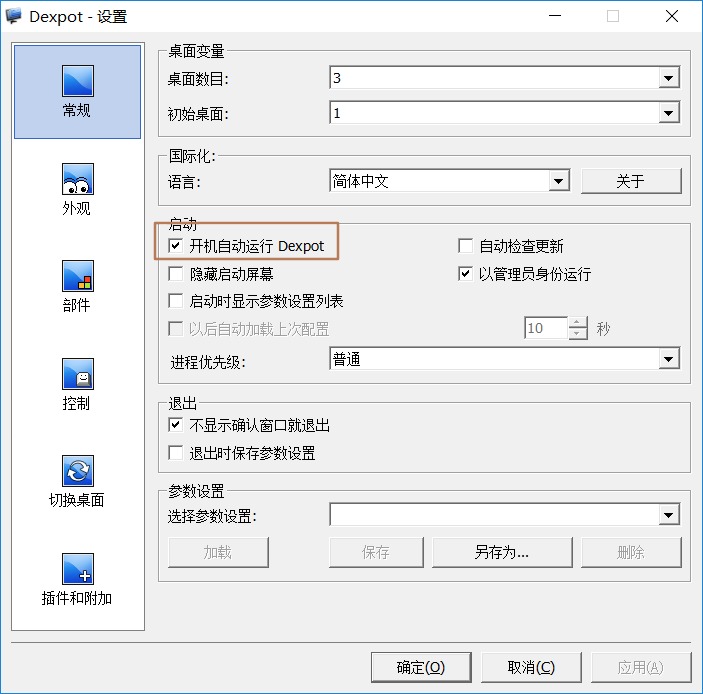 Dexpot - 设置
常规
外观
部件
控制
切换桌面
插件和附加
桌面变量
桌面数目: 3
初始桌面: 1
国际化:
语言: 简体中文 关于
启动
开机自动运行 Dexpot 自动检查更新
隐藏启动屏幕 以管理员身份运行
启动时显示参数设置列表
以后自动加载上次配置 10 秒
进程优先级: 普通
退出
不显示确认窗口就退出
退出时保存参数设置
参数设置
选择参数设置:
加载 保存 另存为... 删除
确定(O) 取消(C) 应用(A)